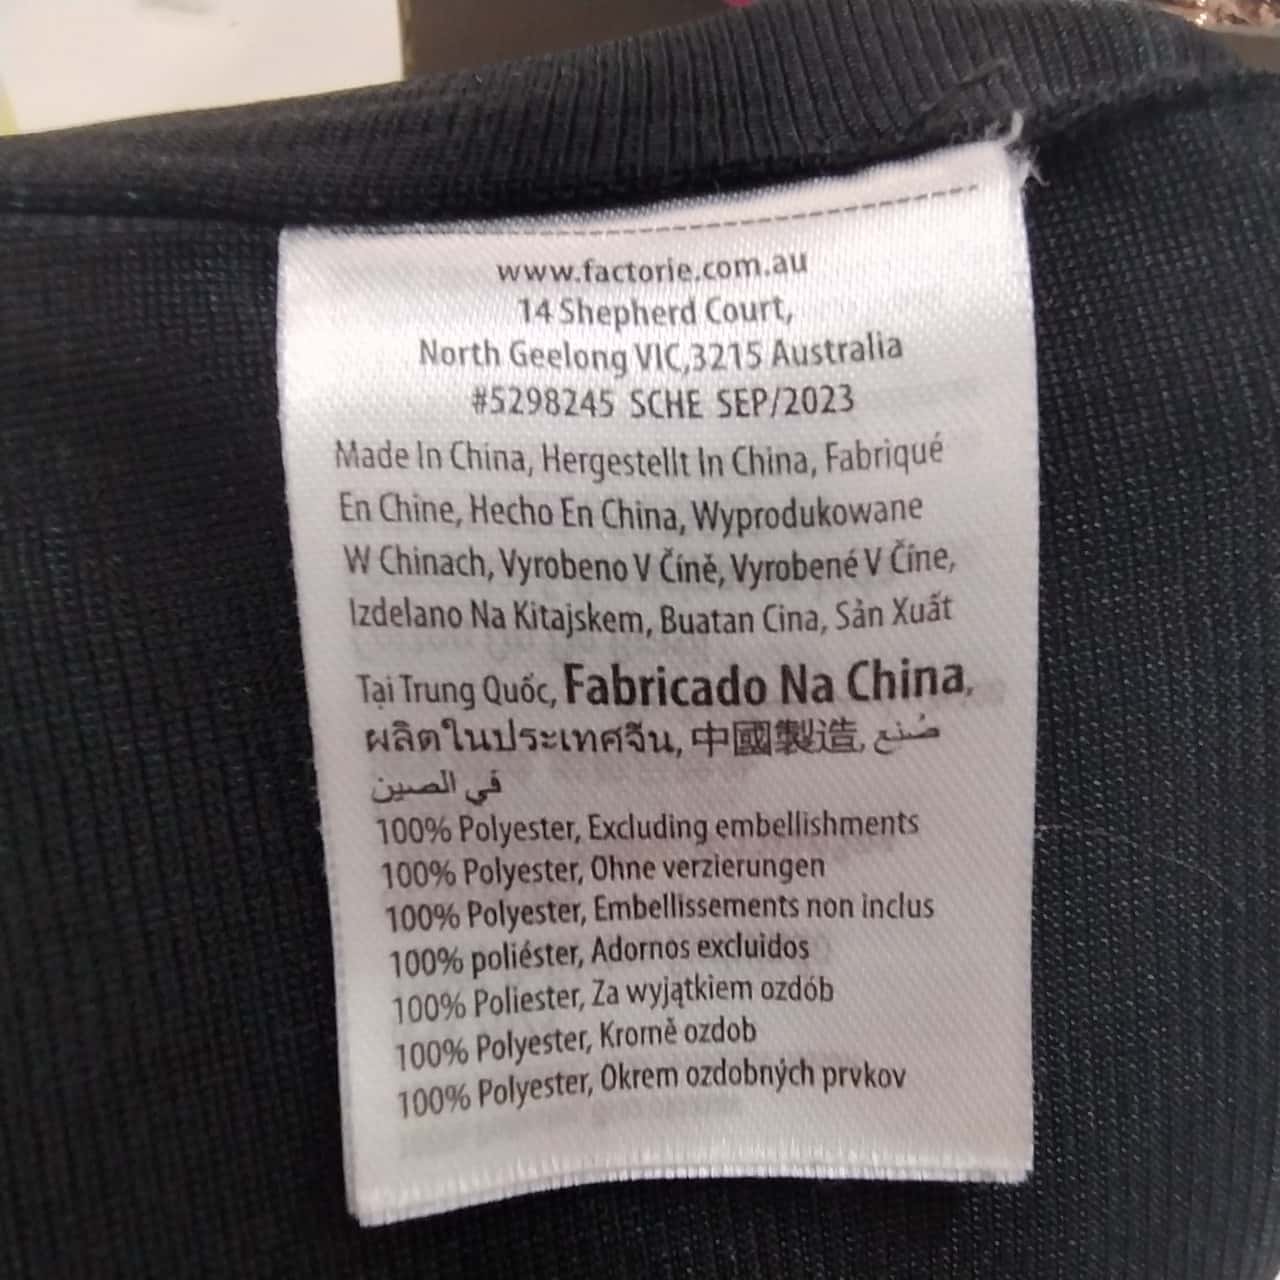 www.factorie.com.au
14 Shepherd Court,
North Geelong VIC,3215 Australia
#5298245 SCHE SEP/2023
Made In China, Hergestellt In China, Fabriqué
En Chine, Hecho En China, Wyprodukowane
W Chinach, Vyrobeno V Číně, Vyrobené V Číne,
Izdelano Na Kitajskem, Buatan Cina, Sản Xuất
Tại Trung Quốc, Fabricado Na China,
ผลิตในประเทศจีน, 中國製造, صُنع
في الصين
100% Polyester, Excluding embellishments
100% Polyester, Ohne verzierungen
100% Polyester, Embellissements non inclus
100% poliéster, Adornos excluidos
100% Poliester, Za wyjątkiem ozdób
100% Polyester, Kromě ozdob
100% Polyester, Okrem ozdobných prvkov